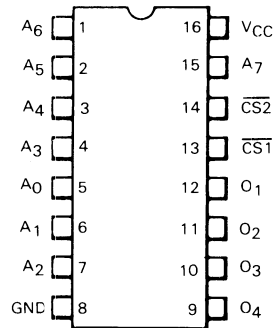 A6 1 16 VCC
A5 2 15 A7
A4 3 14 CS2
A3 4 13 CS1
A0 5 12 O1
A1 6 11 O2
A2 7 10 O3
GND 8 9 O4